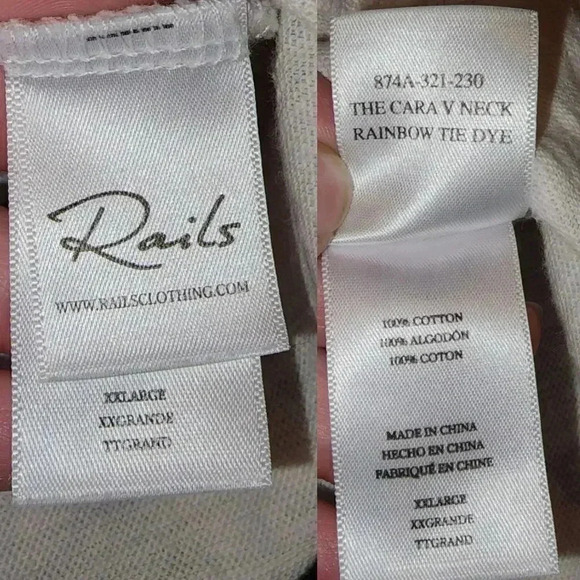 Rails
WWW.RAILSCLOTHING.COM
XXLARGE
XXGRANDE
TTGRAND
874A-321-230
THE CARA V NECK
RAINBOW TIE DYE
100% COTTON
100% ALGODÓN
100% COTON
MADE IN CHINA
HECHO EN CHINA
FABRIQUÉ EN CHINE
XXLARGE
XXGRANDE
TTGRAND